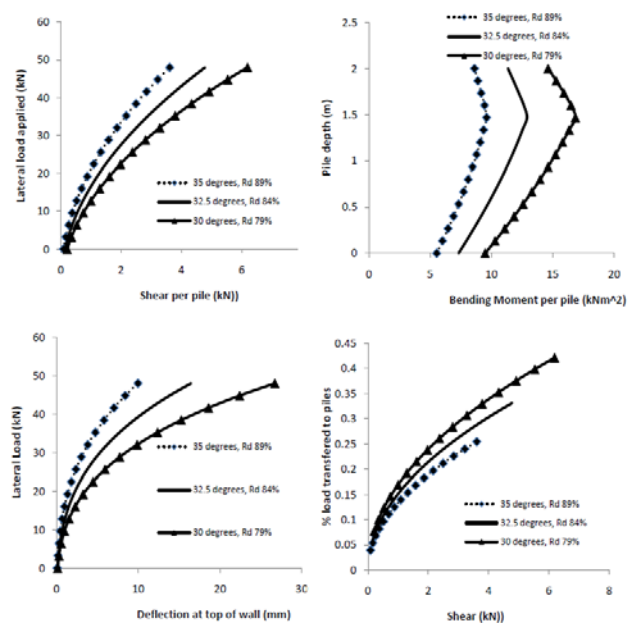 60
50
40
30
20
10
0
0 2 4 6
Lateral load applied (kN)
Shear per pile (kN))
35 degrees, Rd 89%
32.5 degrees, Rd 84%
30 degrees, Rd 79%
35 degrees, Rd 89%
32.5 degrees, Rd 84%
30 degrees, Rd 79%
2.5
2
1.5
1
0.5
0
0 5 10 15 20
Pile depth (m)
Bending Moment per pile (kNm^2)
60
50
40
30
20
10
0
0 10 20 30
Lateral Load (kN)
Deflection at top of wall (mm)
35 degrees, Rd 89%
32.5 degrees, Rd 84%
30 degrees, Rd 79%
0.45
0.4
0.35
0.3
0.25
0.2
0.15
0.1
0.05
0
0 2 4 6 8
% load transfered to piles
Shear (kN))
35 degrees, Rd 89%
32.5 degrees, Rd 84%
30 degrees, Rd 79%